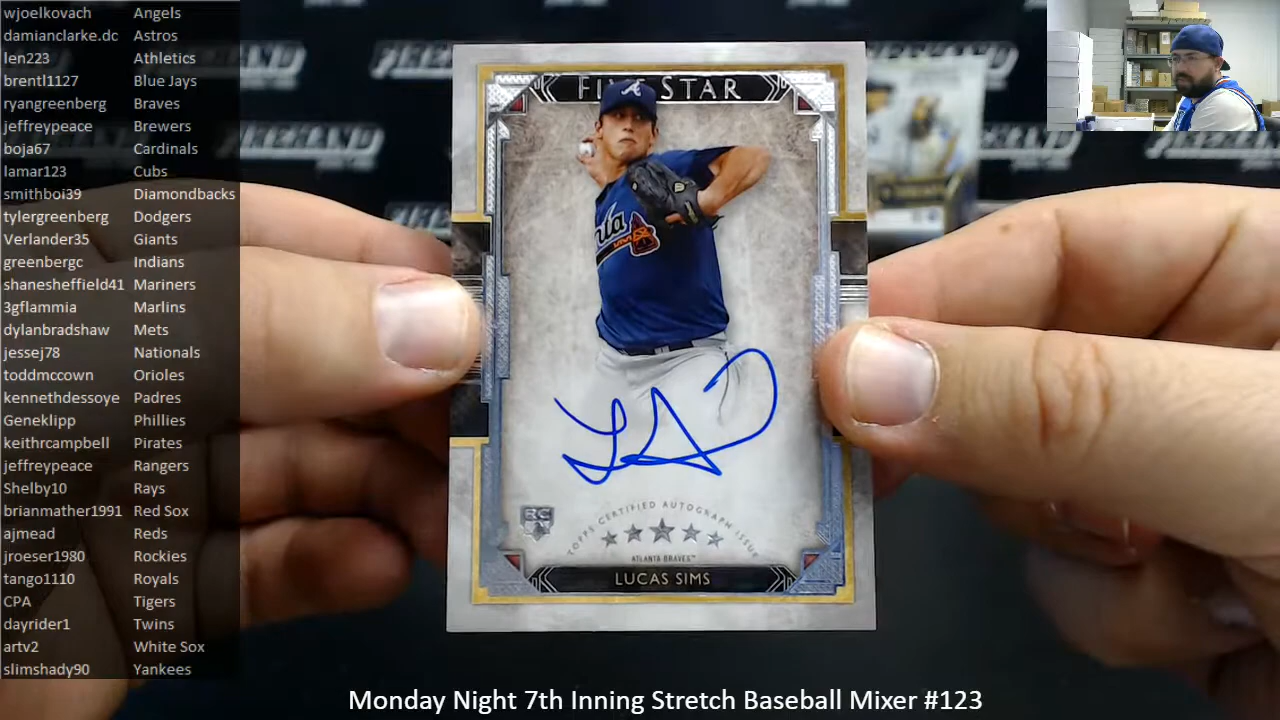 wjoelkovach Angels
damianclarke.dc Astros
len223 Athletics
brentl1127 Blue Jays
ryangreenberg Braves
jeffreypeace Brewers
boja67 Cardinals
lamar123 Cubs
smithboi39 Diamondbacks
tylergreenberg Dodgers
Verlander35 Giants
greenbergc Indians
shanesheffield41 Mariners
3gflammia Marlins
dylanbradshaw Mets
jessej78 Nationals
toddmccown Orioles
kennethdessoye Padres
Geneklipp Phillies
keithrcampbell Pirates
jeffreypeace Rangers
Shelby10 Rays
brianmather1991 Red Sox
ajmead Reds
jroeser1980 Rockies
tango1110 Royals
CPA Tigers
dayrider1 Twins
artv2 White Sox
slimshady90 Yankees
FIVE STAR
RC
TOPPS CERTIFIED AUTOGRAPH ISSUE
ATLANTA BRAVES™
LUCAS SIMS
Monday Night 7th Inning Stretch Baseball Mixer #123